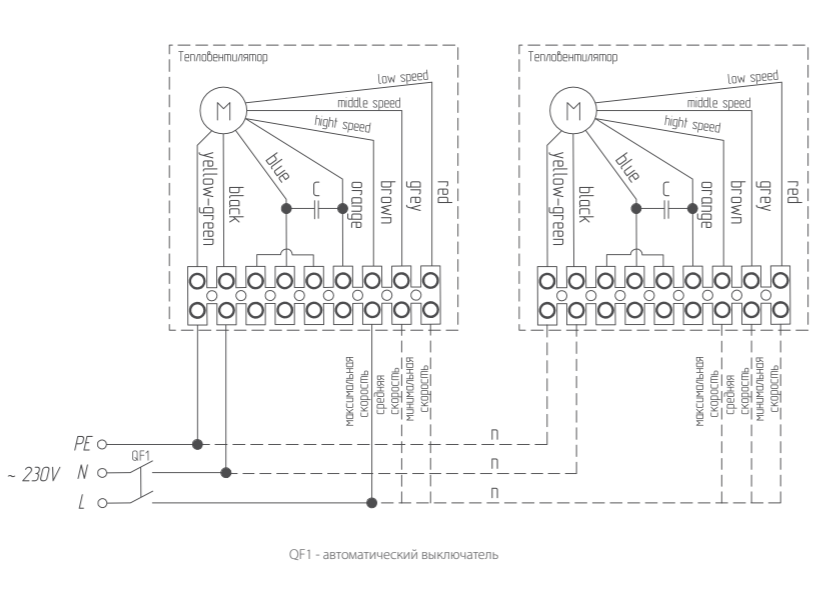 Тепловентилятор
M
low speed
middle speed
hight speed
yellow-green
black
blue
C
orange
brown
grey
red
максимальная
скорость
средняя
скорость
минимальная
скорость
Тепловентилятор
M
low speed
middle speed
hight speed
yellow-green
black
blue
C
orange
brown
grey
red
максимальная
скорость
средняя
скорость
минимальная
скорость
PE
n
QF1
~ 230V N
n
L
n
QF1 - автоматический выключатель